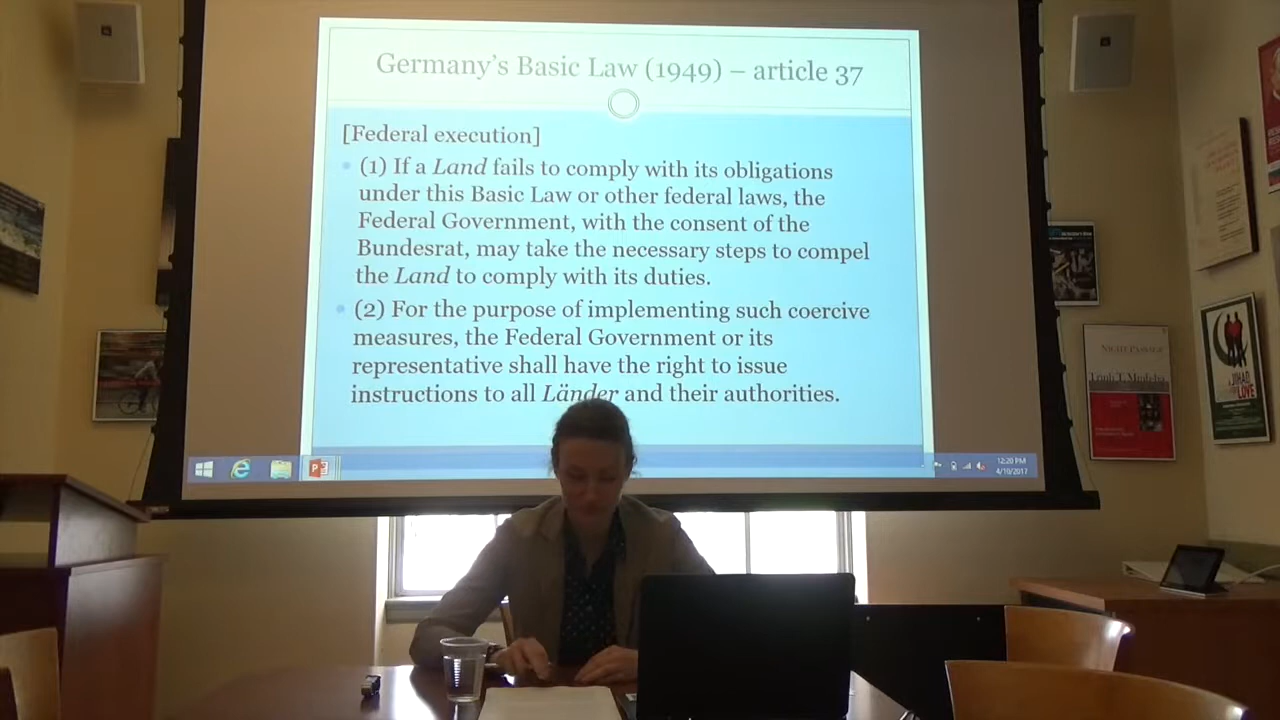 Germany's Basic Law (1949) – article 37
[Federal execution]
(1) If a Land fails to comply with its obligations
under this Basic Law or other federal laws, the
Federal Government, with the consent of the
Bundesrat, may take the necessary steps to compel
the Land to comply with its duties.
(2) For the purpose of implementing such coercive
measures, the Federal Government or its
representative shall have the right to issue
instructions to all Länder and their authorities.
12:20 PM
4/10/2017
NIGHT PASSAGE
JIHAD
LOVE